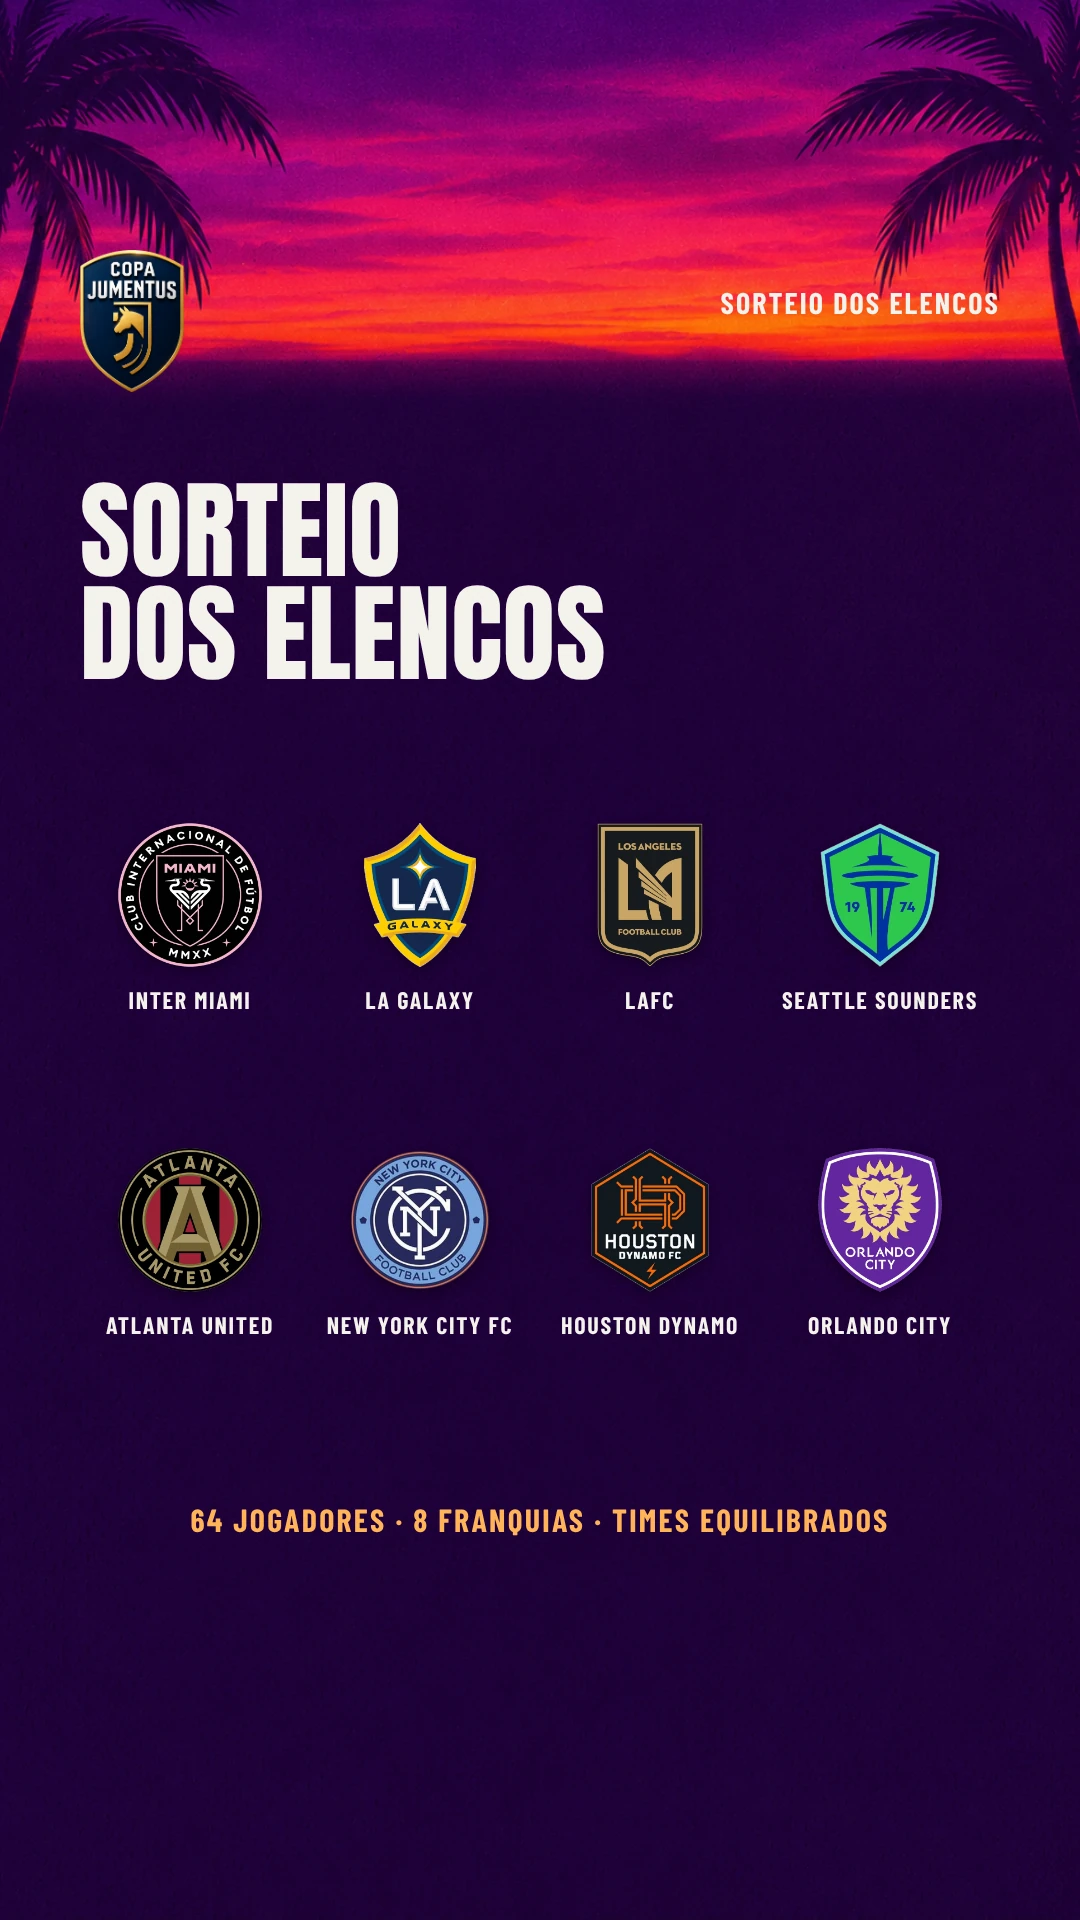 COPA
JUMENTUS
SORTEIO DOS ELENCOS
SORTEIO
DOS ELENCOS
CLUB INTERNACIONAL DE FÚTBOL
MIAMI
MMXX
LA
GALAXY
LOS ANGELES
LA
FOOTBALL CLUB
19 74
INTER MIAMI
LA GALAXY
LAFC
SEATTLE SOUNDERS
ATLANTA
A
UNITED FC
NEW YORK CITY
NYC
FOOTBALL CLUB
HD
HOUSTON
DYNAMO FC
ORLANDO
CITY
ATLANTA UNITED
NEW YORK CITY FC
HOUSTON DYNAMO
ORLANDO CITY
64 JOGADORES · 8 FRANQUIAS · TIMES EQUILIBRADOS